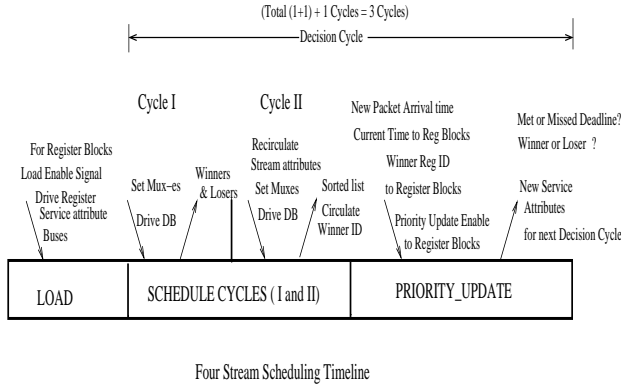 (Total (1+1) + 1 Cycles = 3 Cycles)
Decision Cycle
Cycle I
Cycle II
For Register Blocks
Load Enable Signal
Drive Register
Service attribute
Buses
Set Mux-es
Drive DB
Winners
& Losers
Recirculate
Stream attributes
Set Muxes
Drive DB
Sorted list
Circulate
Winner ID
New Packet Arrival time
Current Time to Reg Blocks
Winner Reg ID
to Register Blocks
Priority Update Enable
to Register Blocks
Met or Missed Deadline?
Winner or Loser ?
New Service
Attributes
for next Decision Cycle
LOAD
SCHEDULE CYCLES ( I and II)
PRIORITY_UPDATE
Four Stream Scheduling Timeline